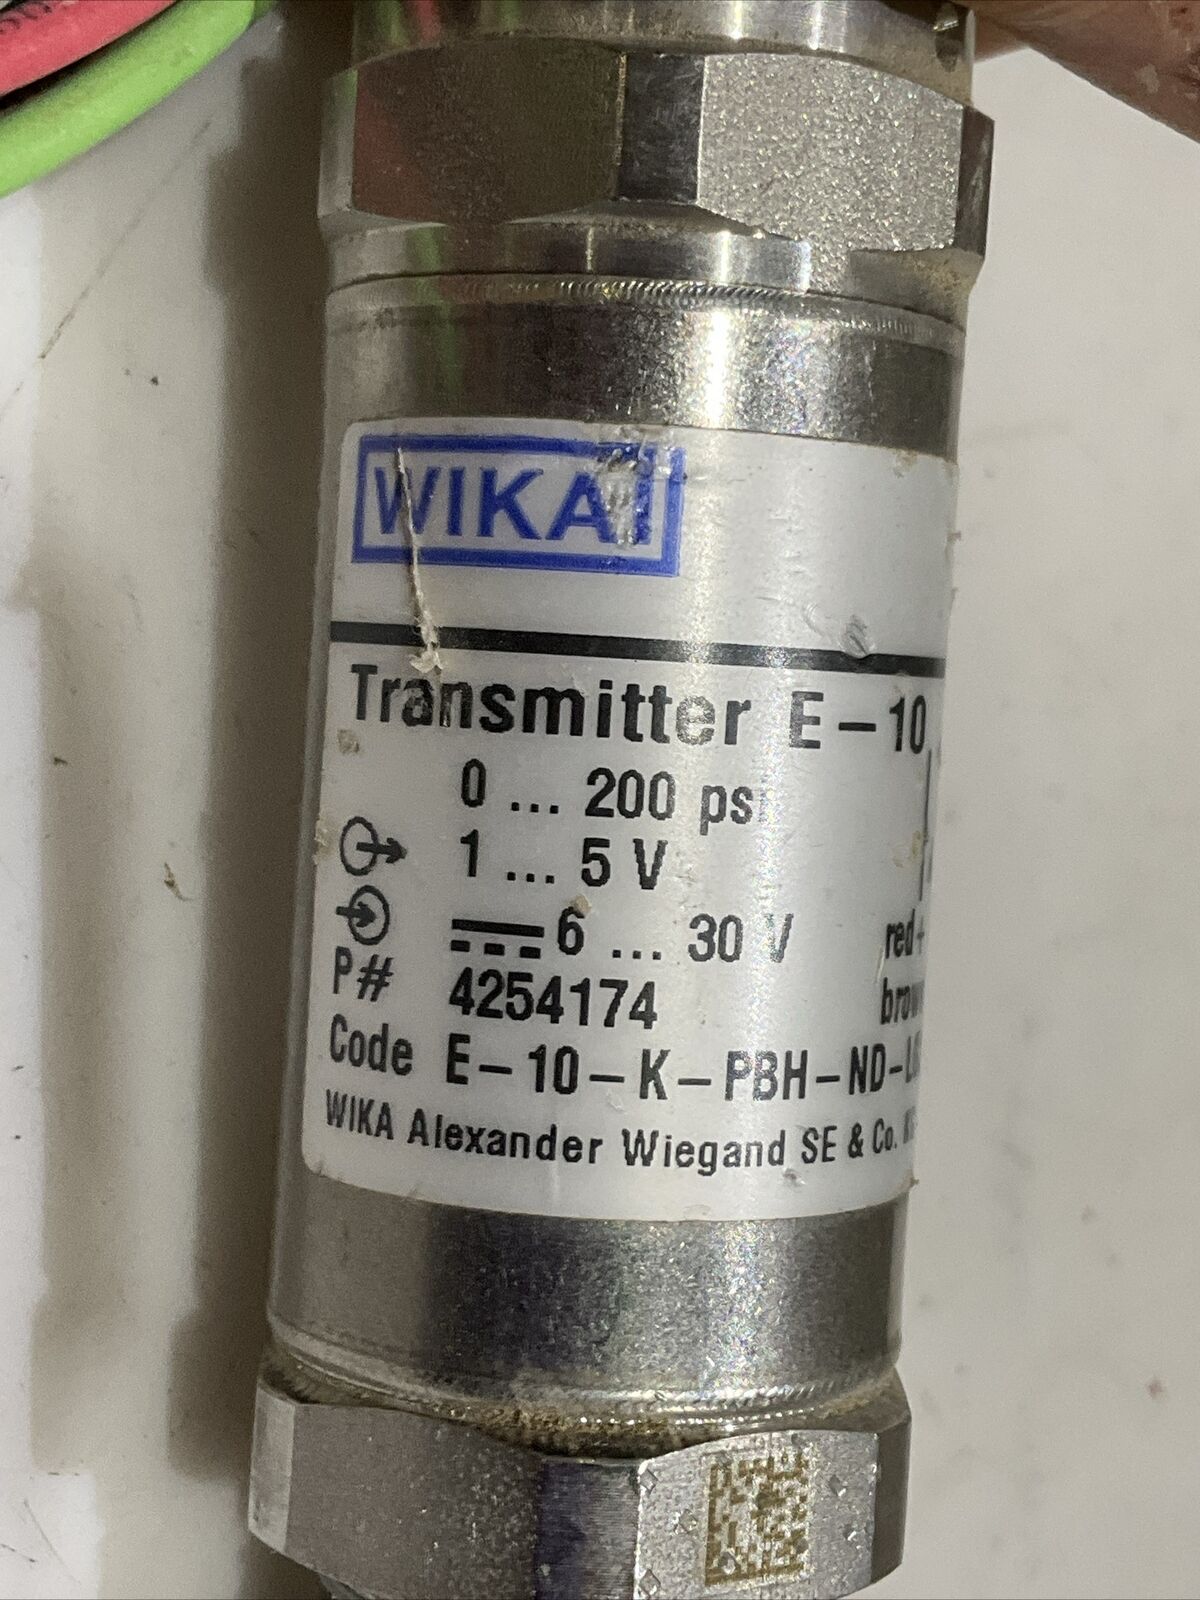 WIKA
Transmitter E-10
0 ... 200 psi
1 ... 5 V
6 ... 30 V red+
P# 4254174
Code E-10-K-PBH-ND-
WIKA Alexander Wiegand SE & Co.